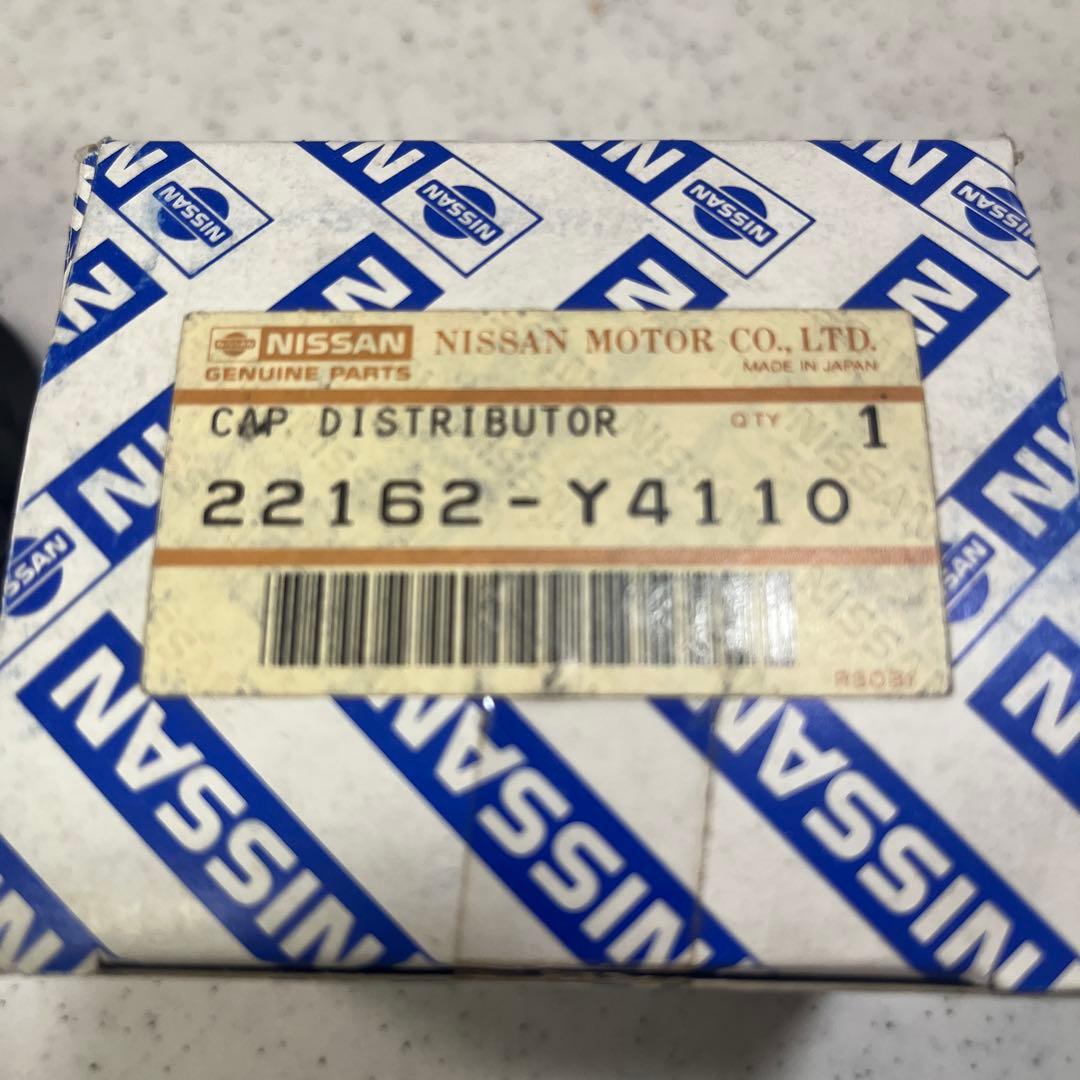 NISSAN NISSAN NISSAN NISSAN
NISSAN NISSAN MOTOR CO., LTD.
GENUINE PARTS MADE IN JAPAN
CAP DISTRIBUTOR QTY 1
22162-Y4110
NISSAN
NISSAN NISSAN NISSAN